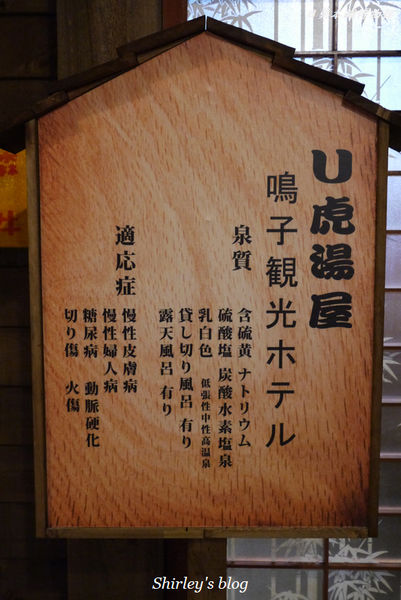 U虎湯屋
鳴子観光ホテル
泉質
含硫黄 ナトリウム
硫酸塩 炭酸水素塩泉
乳白色 低張性中性高温泉
貸し切り風呂 有り
露天風呂 有り
適応症
慢性皮膚病
慢性婦人病
糖尿病 動脈硬化
切り傷 火傷
Shirley's blog